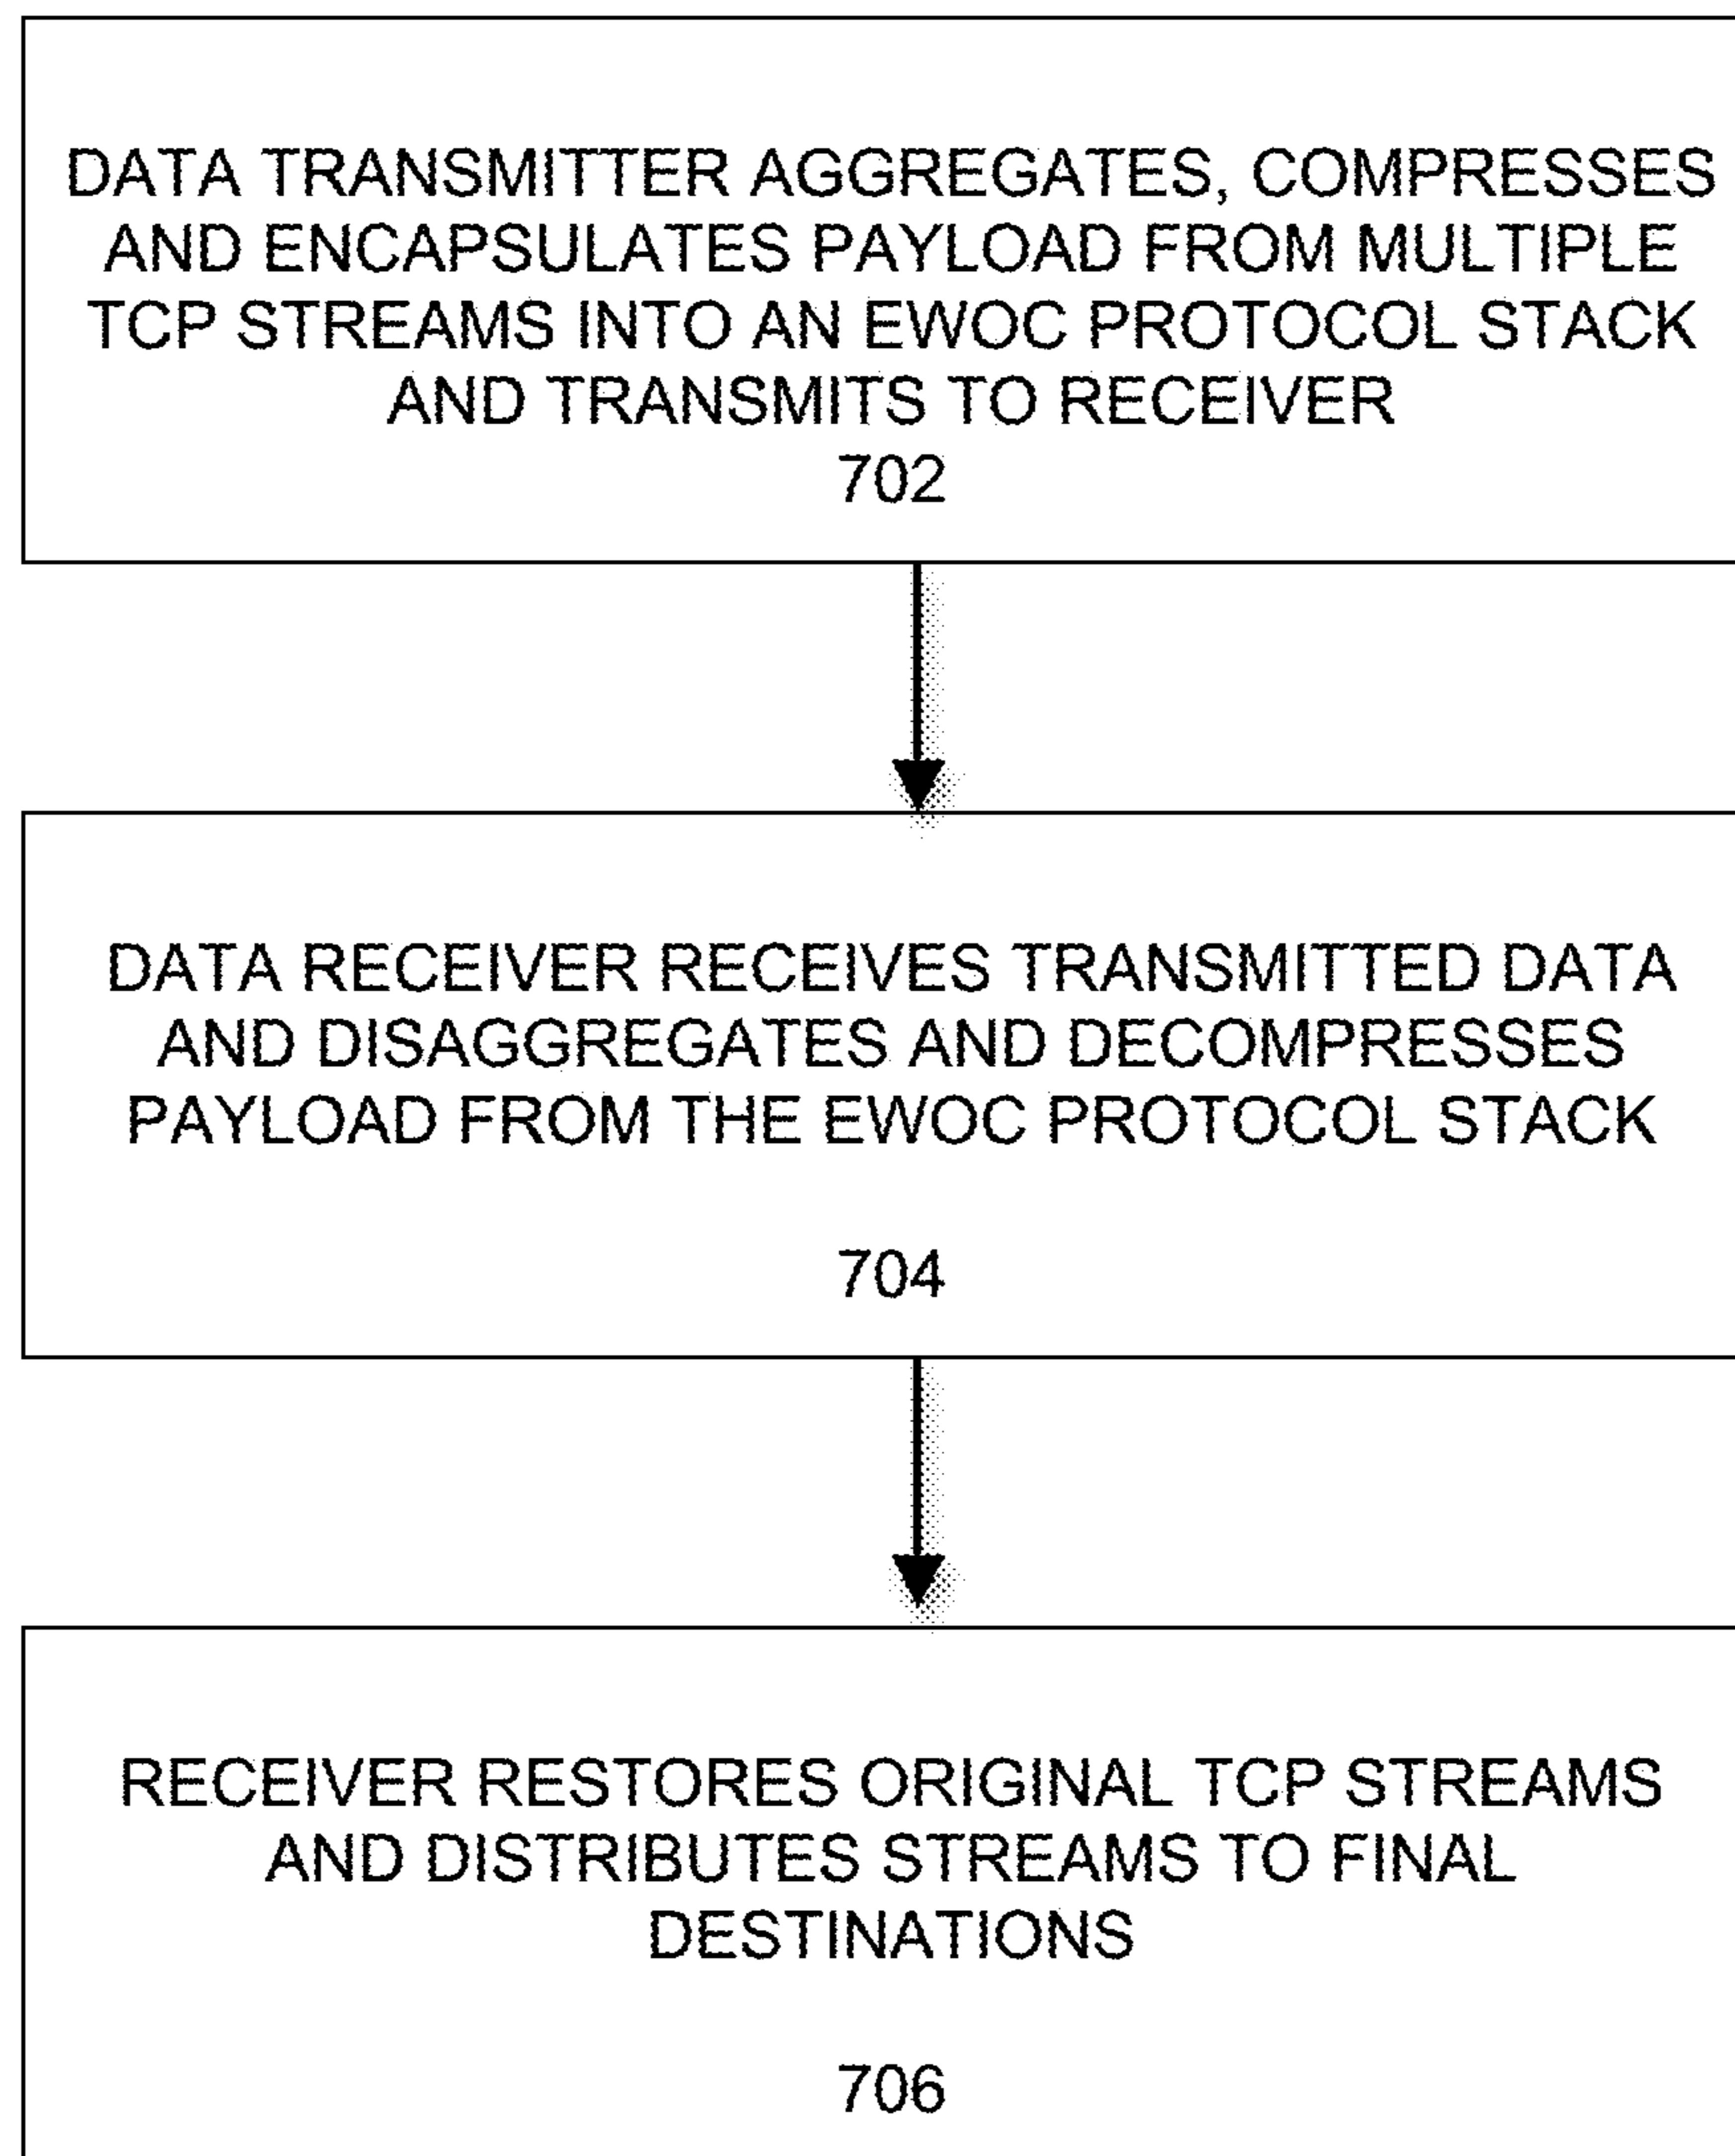 DATA TRANSMITTER AGGREGATES, COMPRESSES
AND ENCAPSULATES PAYLOAD FROM MULTIPLE
TCP STREAMS INTO AN EWOC PROTOCOL STACK
AND TRANSMITS TO RECEIVER
702
DATA RECEIVER RECEIVES TRANSMITTED DATA
AND DISAGGREGATES AND DECOMPRESSES
PAYLOAD FROM THE EWOC PROTOCOL STACK
704
RECEIVER RESTORES ORIGINAL TCP STREAMS
AND DISTRIBUTES STREAMS TO FINAL
DESTINATIONS
706